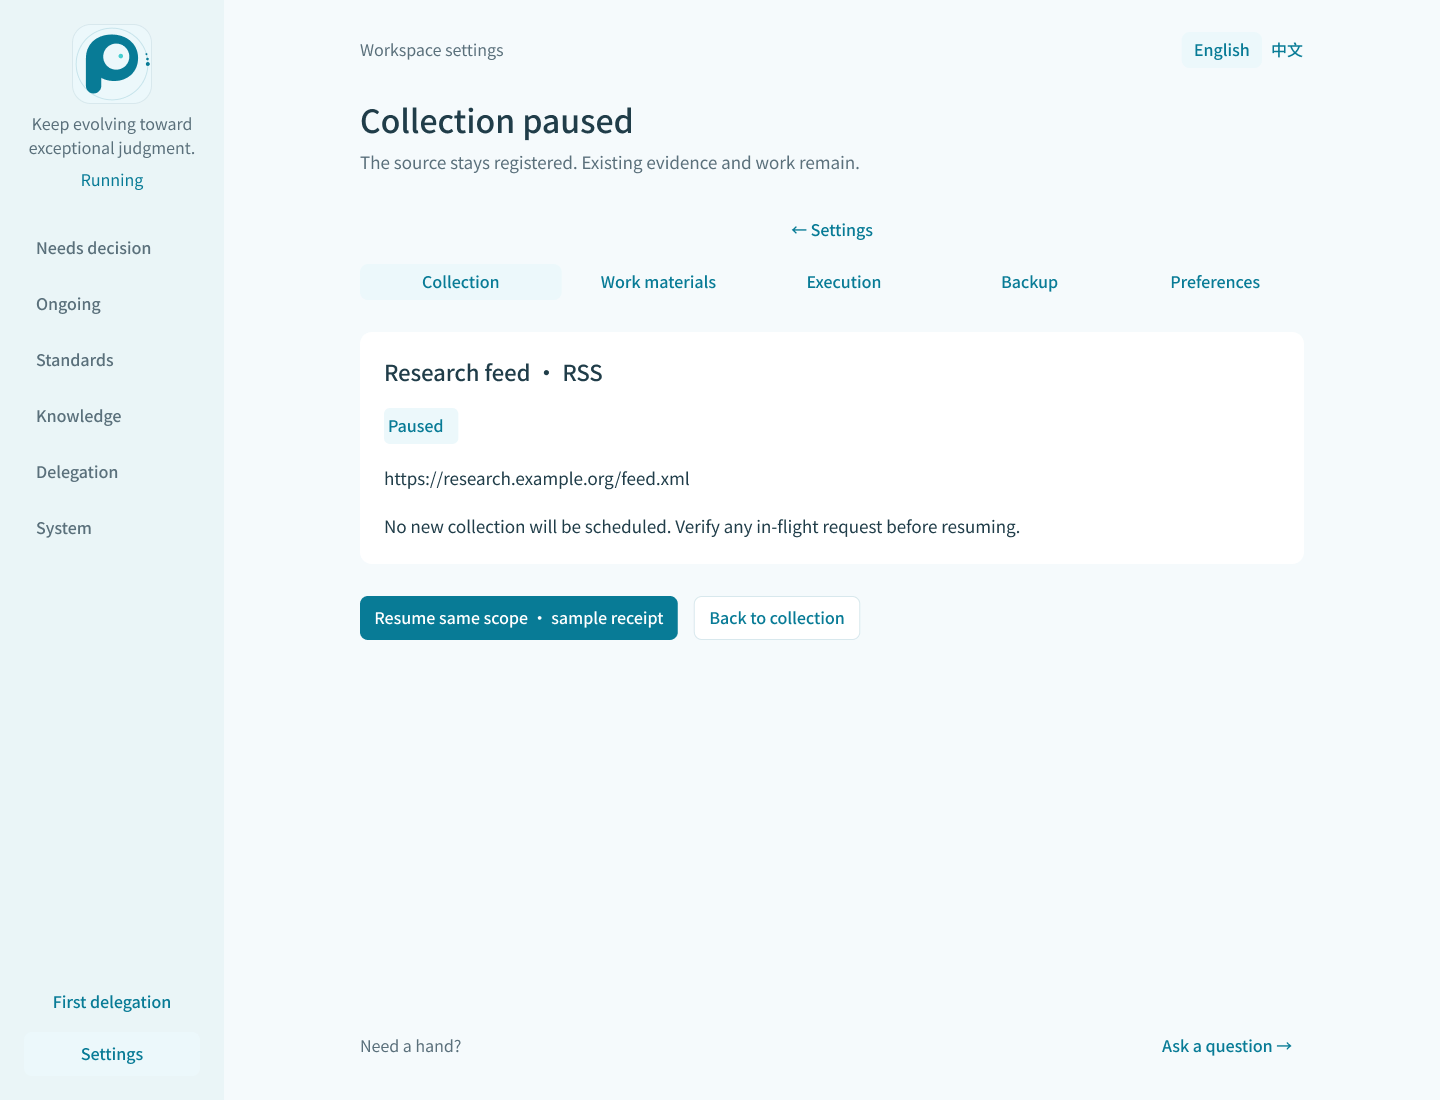 Keep evolving toward
exceptional judgment.
Running
Needs decision
Ongoing
Standards
Knowledge
Delegation
System
First delegation
Settings
Workspace settings
English
中文
Collection paused
The source stays registered. Existing evidence and work remain.
← Settings
Collection
Work materials
Execution
Backup
Preferences
Research feed · RSS
Paused
https://research.example.org/feed.xml
No new collection will be scheduled. Verify any in-flight request before resuming.
Resume same scope · sample receipt
Back to collection
Need a hand?
Ask a question →